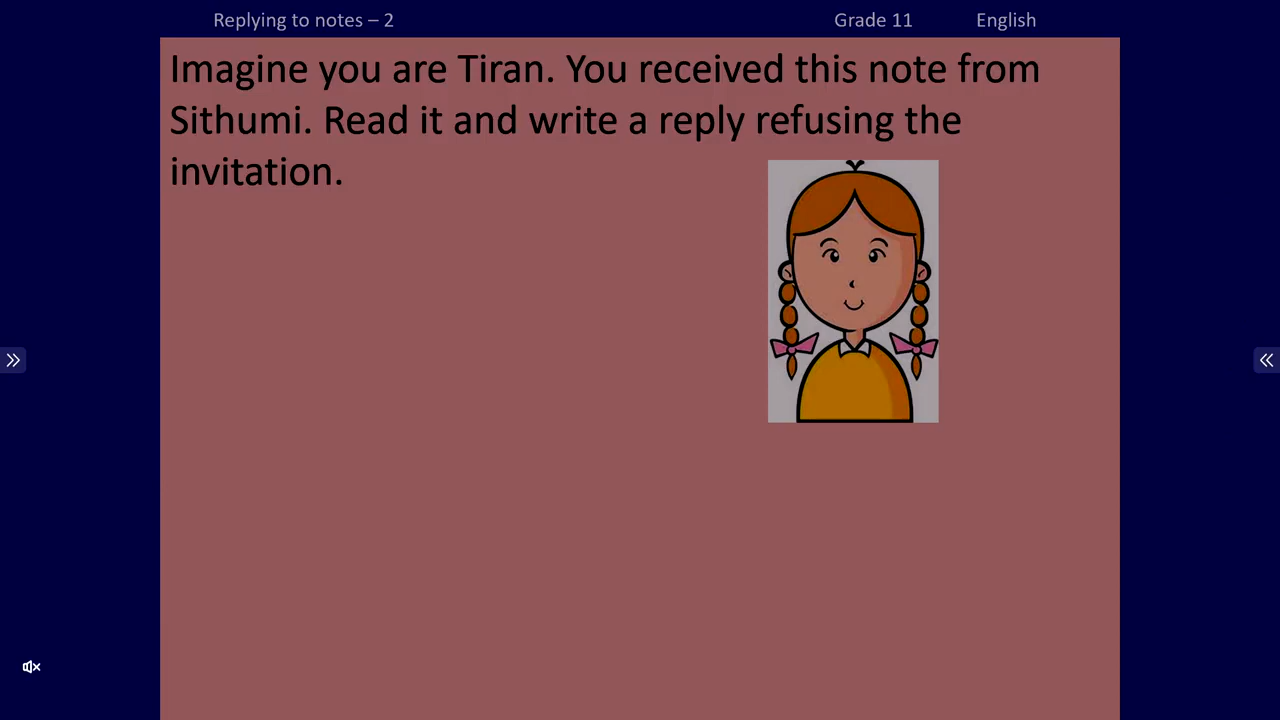 Replying to notes – 2 Grade 11 English
Imagine you are Tiran. You received this note from
Sithumi. Read it and write a reply refusing the
invitation.